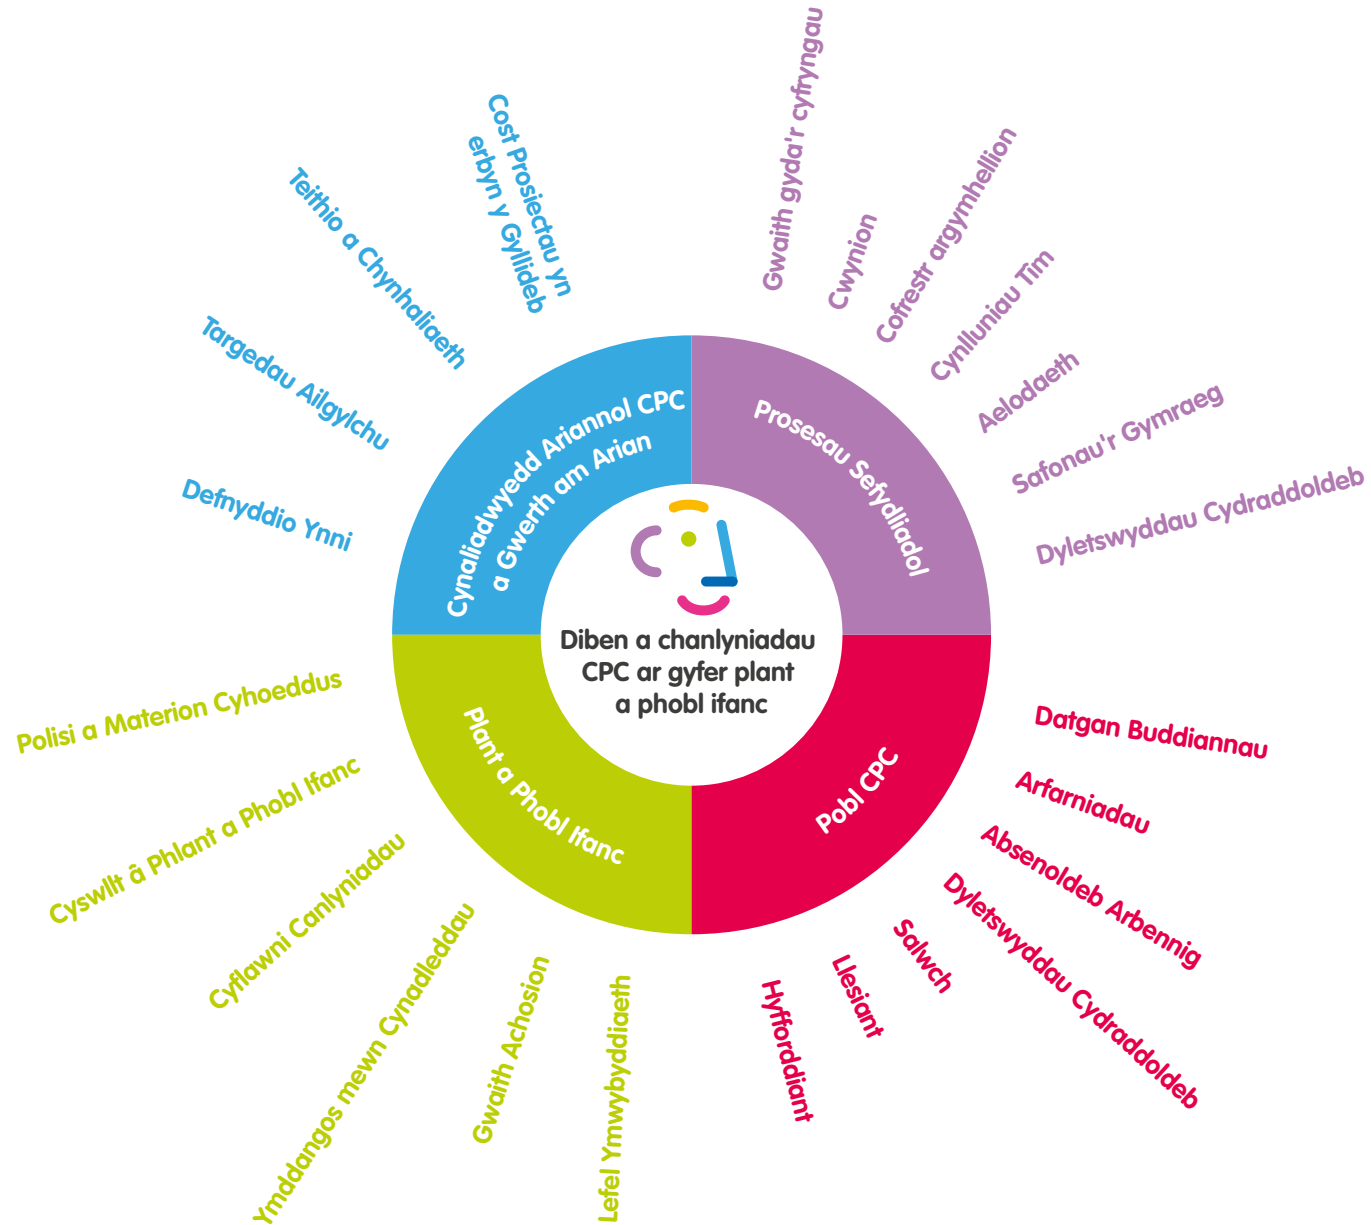 Diben a chanlyniadau
CPC ar gyfer plant
a phobl ifanc
Cynaliadwyedd Ariannol CPC
a Gwerth am Arian
Cost Prosiectau yn
erbyn y Gyllideb
Teithio a Chynhaliaeth
Targedau Ailgylchu
Defnyddio Ynni
Prosesau Sefydliadol
Gwaith gyda'r cyfryngau
Cwynion
Cofrestr argymhellion
Cynlluniau Tim
Aelodaeth
Safonau'r Gymraeg
Dyletswyddau Cydraddoldeb
Pobl CPC
Datgan Buddiannau
Arfarniadau
Absenoldeb Arbennig
Dyletswyddau Cydraddoldeb
Salwch
Llesiant
Hyfforddiant
Plant a Phobl Ifanc
Polisi a Materion Cyhoeddus
Cyswllt â Phlant a Phobl Ifanc
Cyflawni Canlyniadau
Ymddangos mewn Cynadleddau
Gwaith Achosion
Lefel Ymwybyddiaeth